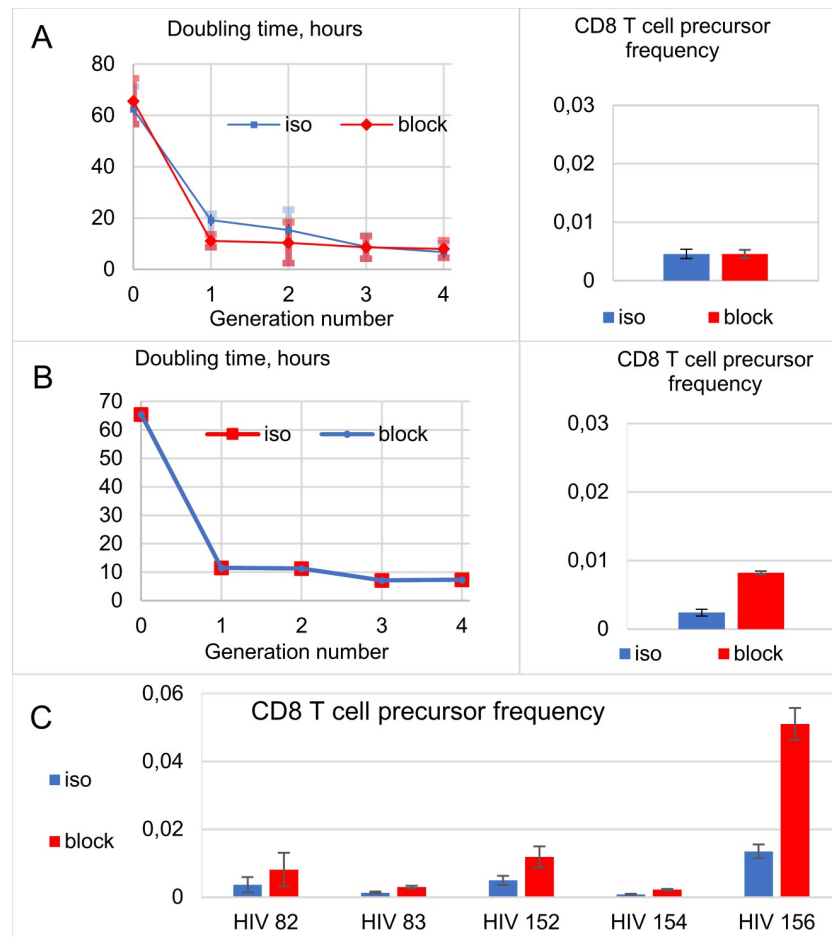 A
Doubling time, hours
80
60
40
20
0
iso
block
0 1 2 3 4
Generation number
CD8 T cell precursor
frequency
0,03
0,02
0,01
0
iso
block
B
Doubling time, hours
70
60
50
40
30
20
10
0
iso
block
0 1 2 3 4
Generation number
CD8 T cell precursor
frequency
0,03
0,02
0,01
0
iso
block
C
CD8 T cell precursor frequency
iso
block
0,06
0,04
0,02
0
HIV 82 HIV 83 HIV 152 HIV 154 HIV 156